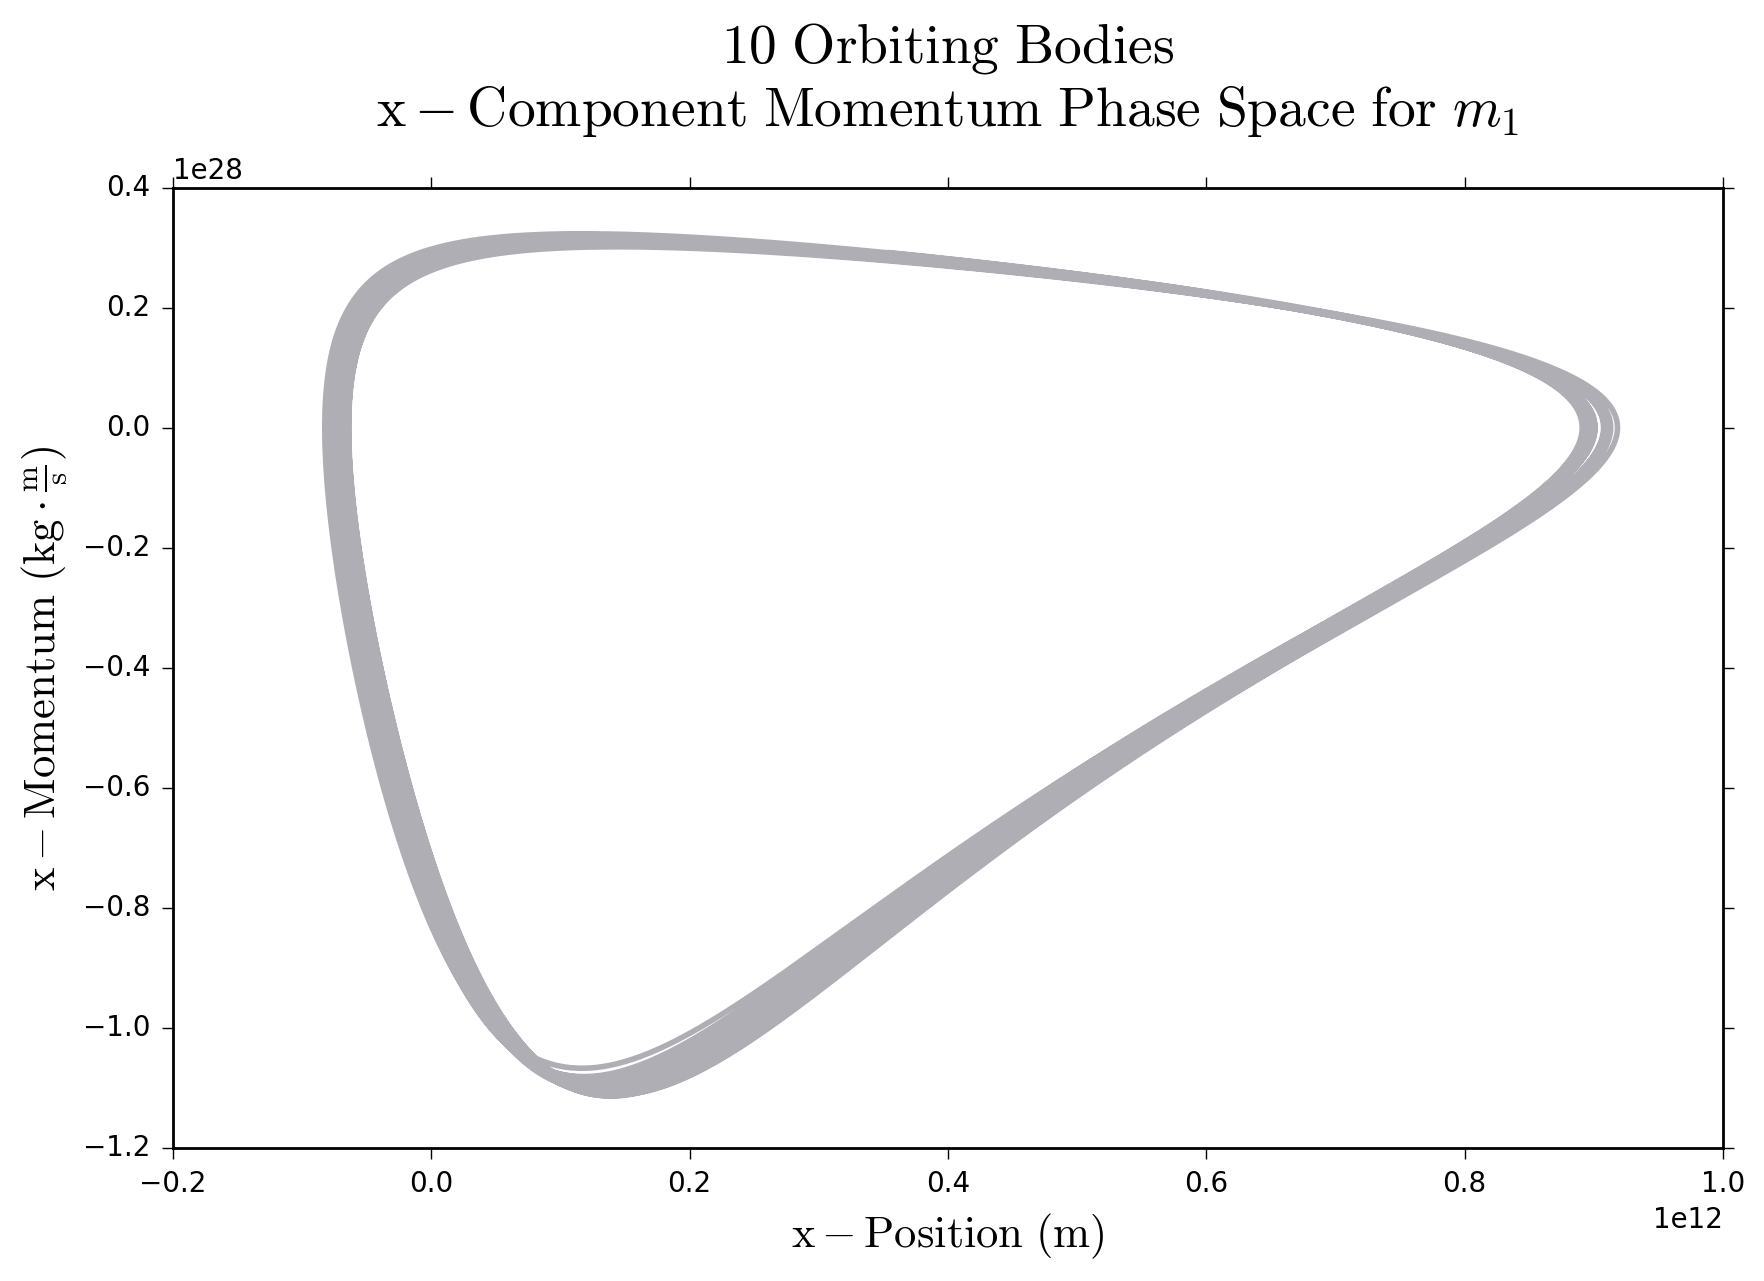 10 Orbiting Bodies
x − Component Momentum Phase Space for m₁
1e28
0.4
0.2
0.0
−0.2
−0.4
−0.6
−0.8
−1.0
−1.2
x − Momentum (kg · m/s)
−0.2 0.0 0.2 0.4 0.6 0.8 1.0
1e12
x − Position (m)